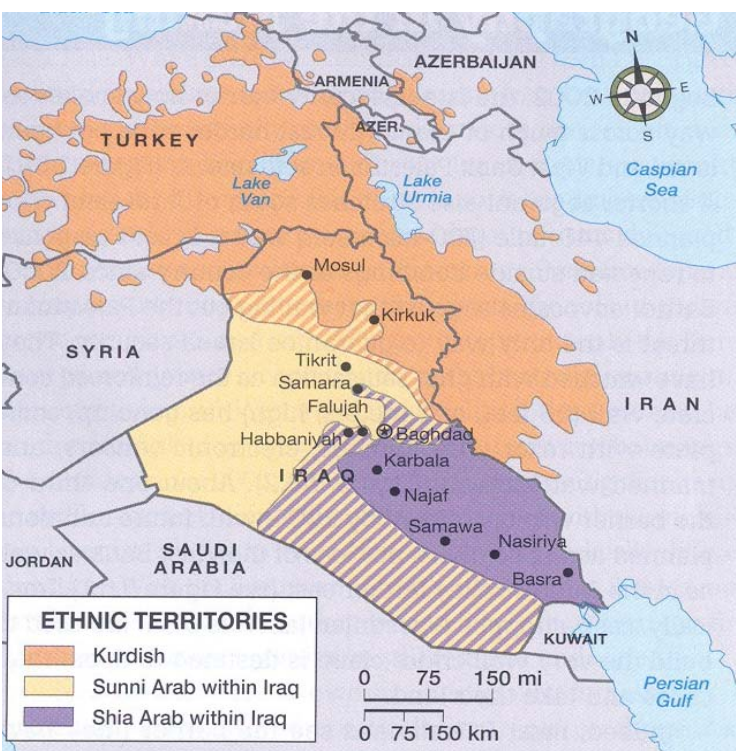 N
W
E
S
AZERBAIJAN
ARMENIA
AZER.
TURKEY
Lake
Van
Lake
Urmia
Caspian
Sea
Mosul
Kirkuk
SYRIA
Tikrit
Samarra
Falujah
Habbaniyah
Baghdad
IRAN
IRAQ
Karbala
Najaf
Samawa
Nasiriya
Basra
JORDAN
SAUDI
ARABIA
KUWAIT
Persian
Gulf
ETHNIC TERRITORIES
Kurdish
Sunni Arab within Iraq
Shia Arab within Iraq
0 75 150 mi
75 150 km